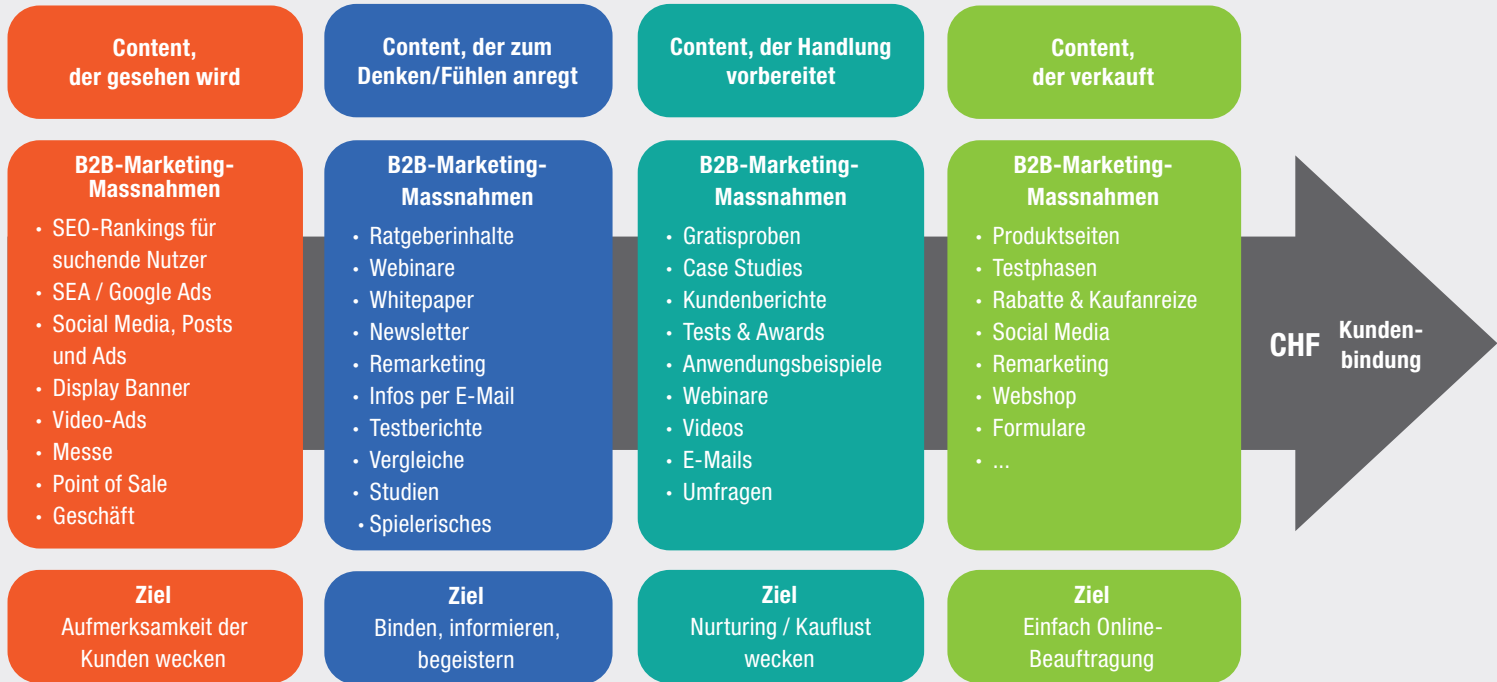 Content,
der gesehen wird
Content, der zum
Denken/Fühlen anregt
Content, der Handlung
vorbereitet
Content,
der verkauft
B2B-Marketing-
Massnahmen
• SEO-Rankings für
suchende Nutzer
• SEA / Google Ads
• Social Media, Posts
und Ads
• Display Banner
• Video-Ads
• Messe
• Point of Sale
• Geschäft
B2B-Marketing-
Massnahmen
• Ratgeberinhalte
• Webinare
• Whitepaper
• Newsletter
• Remarketing
• Infos per E-Mail
• Testberichte
• Vergleiche
• Studien
• Spielerisches
B2B-Marketing-
Massnahmen
• Gratisproben
• Case Studies
• Kundenberichte
• Tests & Awards
• Anwendungsbeispiele
• Webinare
• Videos
• E-Mails
• Umfragen
B2B-Marketing-
Massnahmen
• Produktseiten
• Testphasen
• Rabatte & Kaufanreize
• Social Media
• Remarketing
• Webshop
• Formulare
• ...
CHF
Kunden-
bindung
Ziel
Aufmerksamkeit der
Kunden wecken
Ziel
Binden, informieren,
begeistern
Ziel
Nurturing / Kauflust
wecken
Ziel
Einfach Online-
Beauftragung